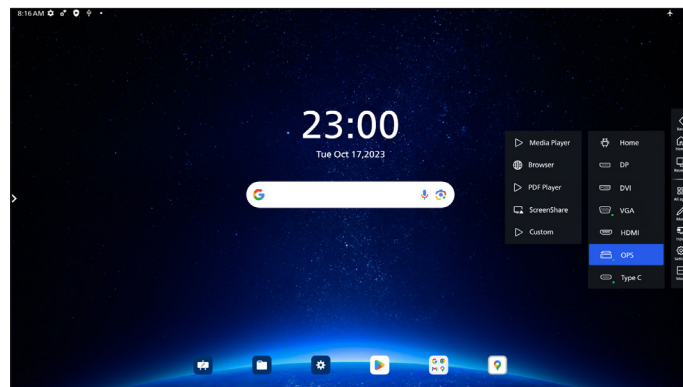 8:16 AM
23:00
Tue Oct 17,2023
Media Player
Browser
PDF Player
ScreenShare
Custom
Home
DP
DVI
VGA
HDMI
OPS
Type C